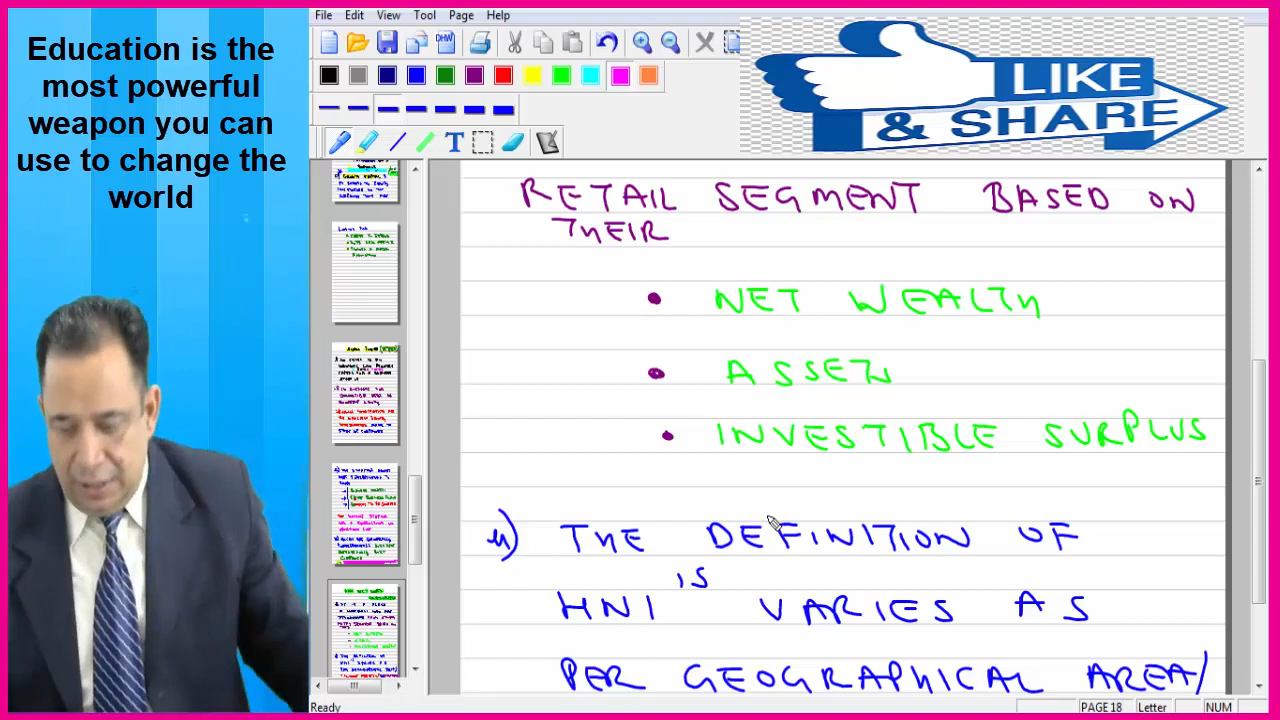 Education is the
most powerful
weapon you can
use to change the
world
File Edit View Tool Page Help
DHW
LIKE
& SHARE
RETAIL SEGMENT BASED ON
THEIR
• NET WEALTH
• ASSETS
• INVESTIBLE SURPLUS
THE DEFINITION OF
IS
HNI VARIES AS
PER GEOGRAPHICAL AREA/
Ready
PAGE 18 Letter NUM